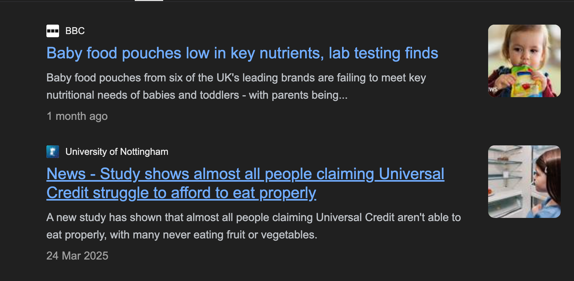 BBC
Baby food pouches low in key nutrients, lab testing finds
Baby food pouches from six of the UK's leading brands are failing to meet key
nutritional needs of babies and toddlers - with parents being...
1 month ago
University of Nottingham
News - Study shows almost all people claiming Universal
Credit struggle to afford to eat properly
A new study has shown that almost all people claiming Universal Credit aren't able to
eat properly, with many never eating fruit or vegetables.
24 Mar 2025